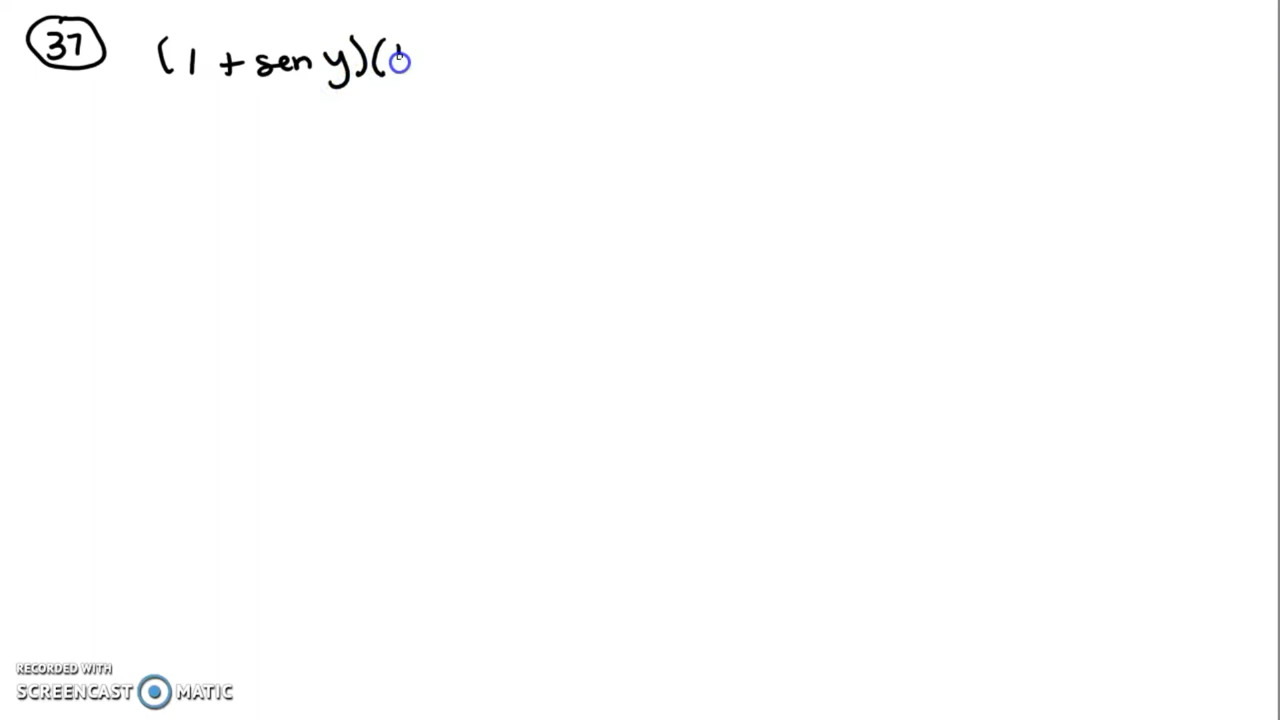 37 (1 + sen y)(
RECORDED WITH
SCREENCAST MATIC